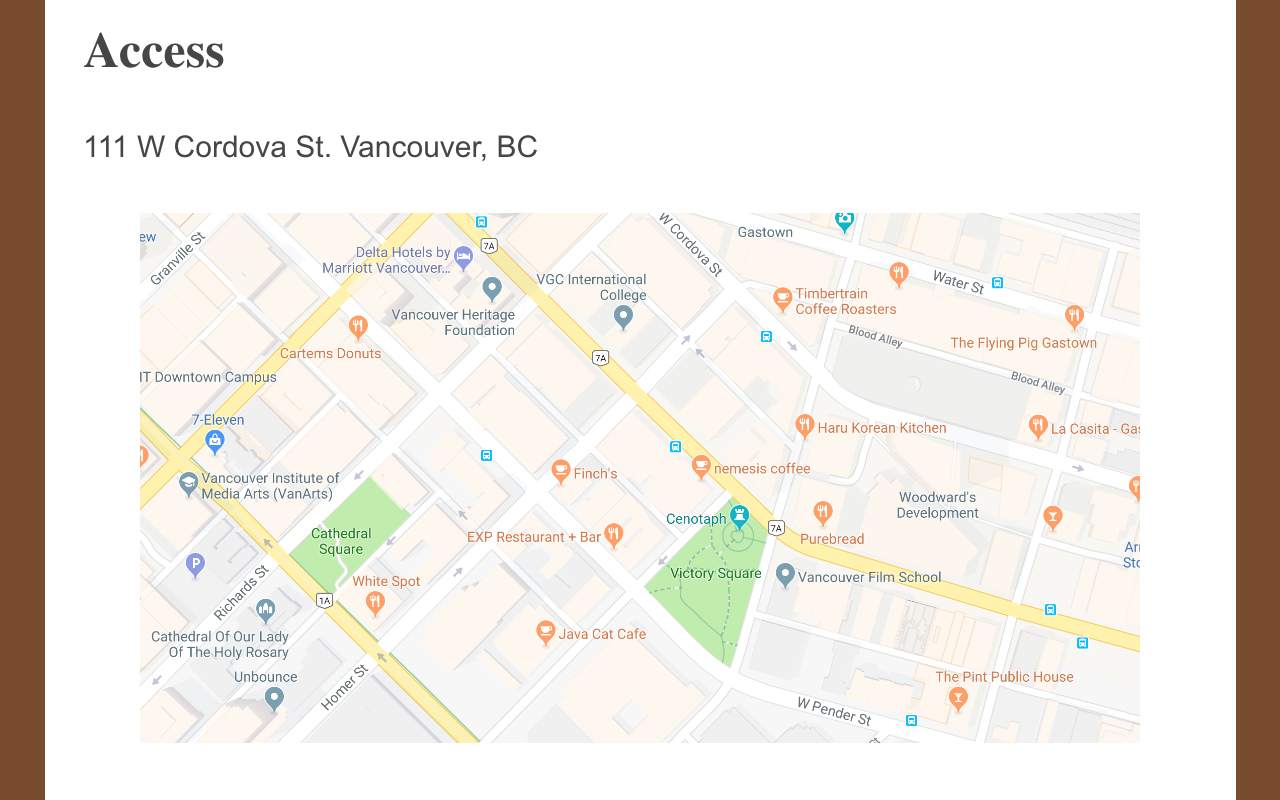 Access
111 W Cordova St. Vancouver, BC
ew
Granville St
Delta Hotels by
Marriott Vancouver...
7A
W Cordova St
Gastown
Water St
VGC International
College
Timbertrain
Coffee Roasters
Vancouver Heritage
Foundation
Cartems Donuts
7A
Blood Alley
The Flying Pig Gastown
IT Downtown Campus
Blood Alley
7-Eleven
Haru Korean Kitchen
La Casita - Gas
Vancouver Institute of
Media Arts (VanArts)
Finch's
nemesis coffee
Woodward's
Development
Cenotaph
7A
Cathedral
Square
EXP Restaurant + Bar
Purebread
Arm
Sto
P
Richards St
White Spot
Victory Square
Vancouver Film School
1A
Cathedral Of Our Lady
Of The Holy Rosary
Java Cat Cafe
Unbounce
Homer St
The Pint Public House
W Pender St